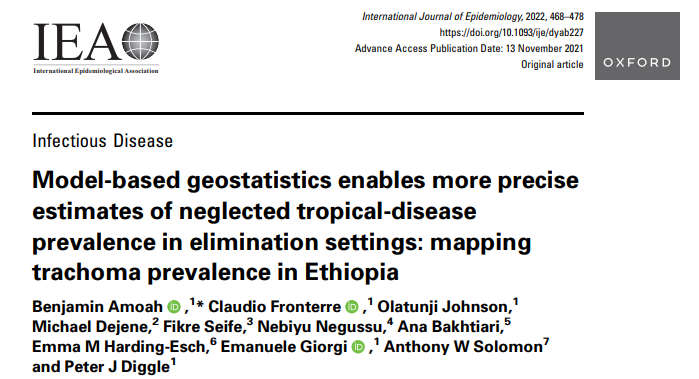 IEA
International Epidemiological Association
International Journal of Epidemiology, 2022, 468–478
https://doi.org/10.1093/ije/dyab227
Advance Access Publication Date: 13 November 2021
Original article
OXFORD
Infectious Disease
Model-based geostatistics enables more precise
estimates of neglected tropical-disease
prevalence in elimination settings: mapping
trachoma prevalence in Ethiopia
Benjamin Amoah iD ,1* Claudio Fronterre iD ,1 Olatunji Johnson,1
Michael Dejene,2 Fikre Seife,3 Nebiyu Negussu,4 Ana Bakhtiari,5
Emma M Harding-Esch,6 Emanuele Giorgi iD ,1 Anthony W Solomon7
and Peter J Diggle1